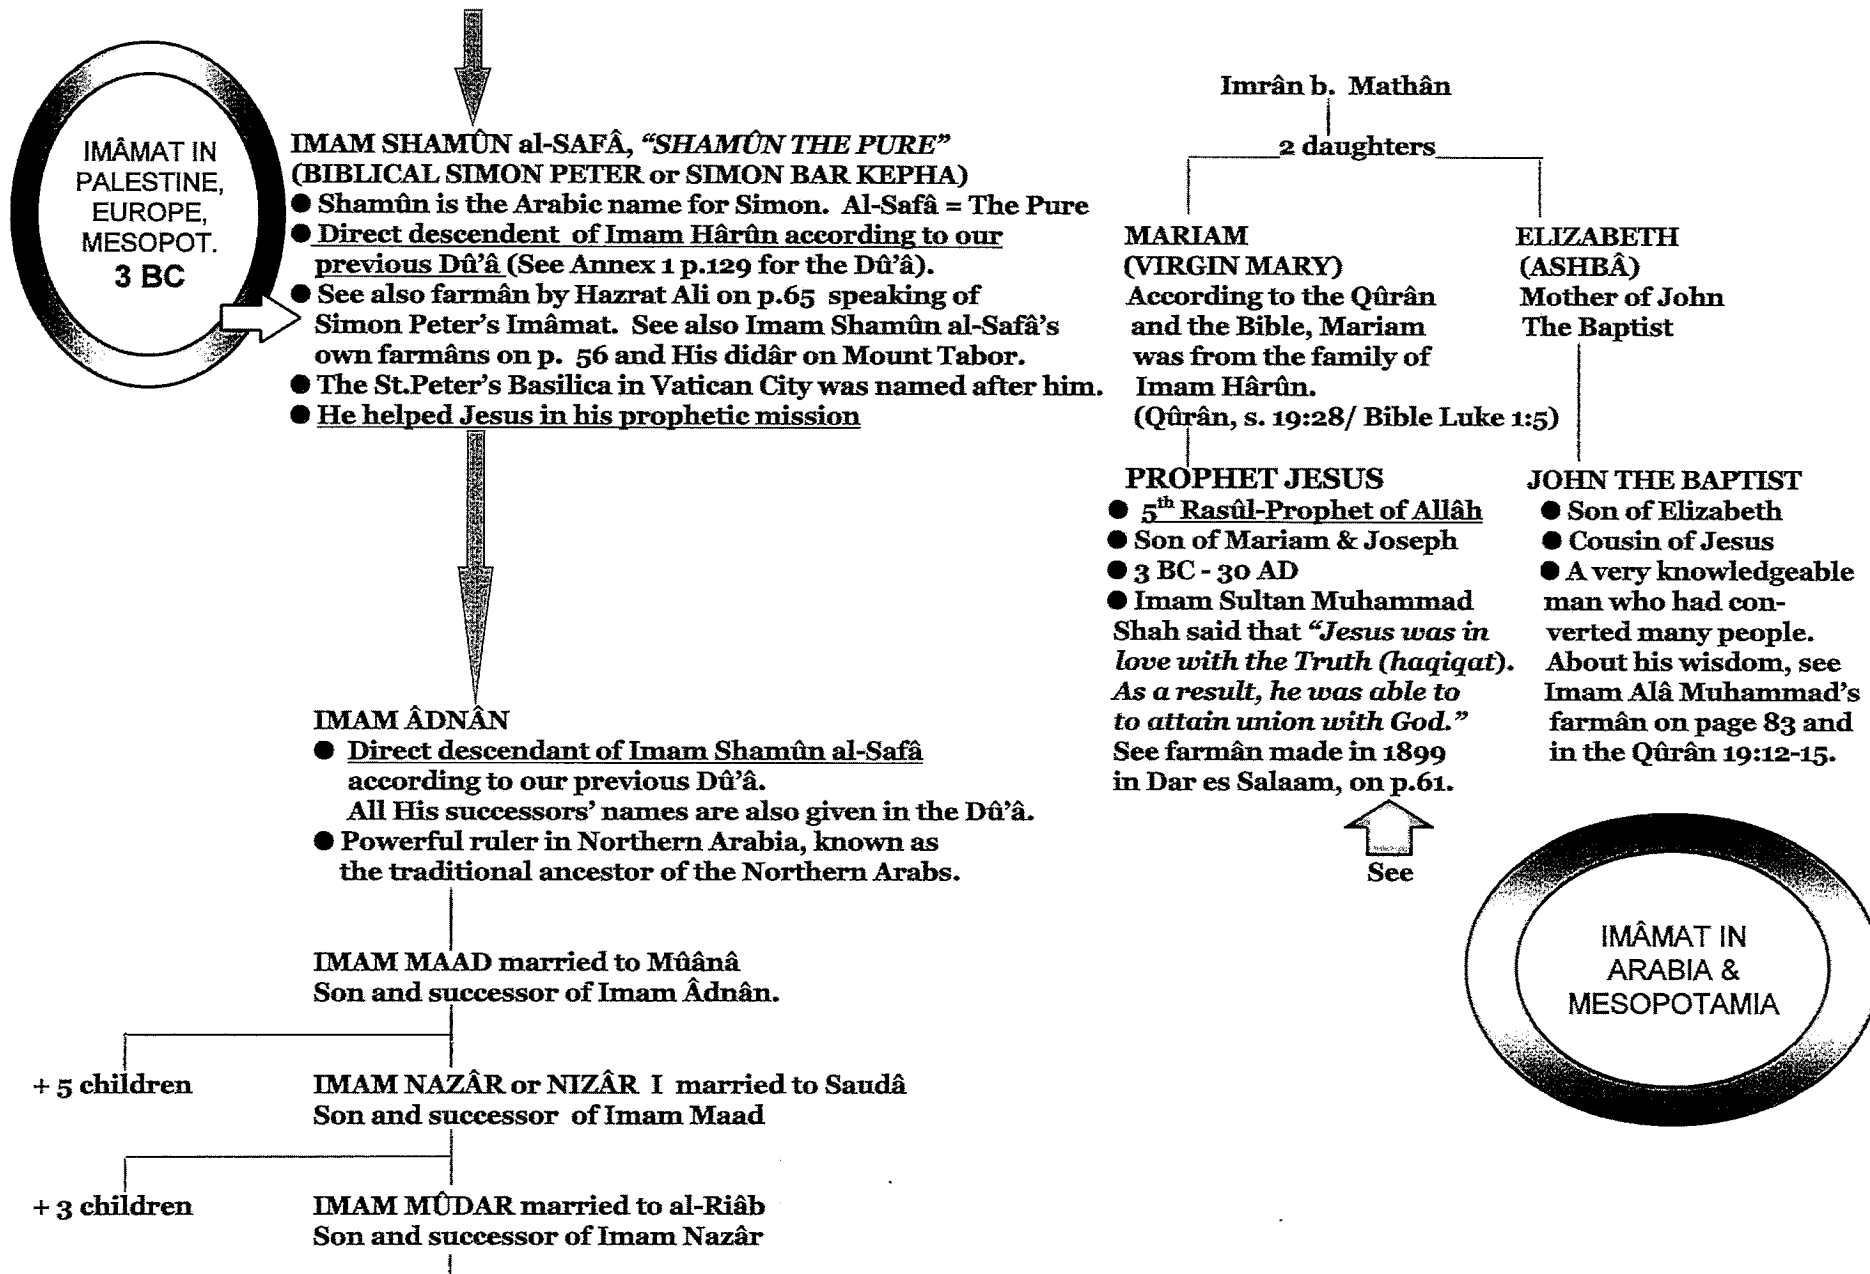 IMÂMAT IN
PALESTINE,
EUROPE,
MESOPOT.
3 BC
IMAM SHAMÛN al-SAFÂ, “SHAMÛN THE PURE”
(BIBLICAL SIMON PETER or SIMON BAR KEPHA)
● Shamûn is the Arabic name for Simon. Al-Safâ = The Pure
● Direct descendent of Imam Hârûn according to our
previous Dû’â (See Annex 1 p.129 for the Dû’â).
● See also farmân by Hazrat Ali on p.65 speaking of
Simon Peter’s Imâmat. See also Imam Shamûn al-Safâ’s
own farmâns on p. 56 and His didâr on Mount Tabor.
● The St.Peter’s Basilica in Vatican City was named after him.
● He helped Jesus in his prophetic mission
IMAM ÂDNÂN
● Direct descendant of Imam Shamûn al-Safâ
according to our previous Dû’â.
All His successors’ names are also given in the Dû’â.
● Powerful ruler in Northern Arabia, known as
the traditional ancestor of the Northern Arabs.
IMAM MAAD married to Mûânâ
Son and successor of Imam Âdnân.
+ 5 children
IMAM NAZÂR or NIZÂR I married to Saudâ
Son and successor of Imam Maad
+ 3 children
IMAM MÛDAR married to al-Riâb
Son and successor of Imam Nazâr
Imrân b. Mathân
2 daughters
MARIAM
(VIRGIN MARY)
According to the Qûrân
and the Bible, Mariam
was from the family of
Imam Hârûn.
(Qûrân, s. 19:28/ Bible Luke 1:5)
PROPHET JESUS
● 5th Rasûl-Prophet of Allâh
● Son of Mariam & Joseph
● 3 BC - 30 AD
● Imam Sultan Muhammad
Shah said that “Jesus was in
love with the Truth (haqiqat).
As a result, he was able to
to attain union with God.”
See farmân made in 1899
in Dar es Salaam, on p.61.
See
ELIZABETH
(ASHBÂ)
Mother of John
The Baptist
JOHN THE BAPTIST
● Son of Elizabeth
● Cousin of Jesus
● A very knowledgeable
man who had con-
verted many people.
About his wisdom, see
Imam Alâ Muhammad’s
farmân on page 83 and
in the Qûrân 19:12-15.
IMÂMAT IN
ARABIA &
MESOPOTAMIA